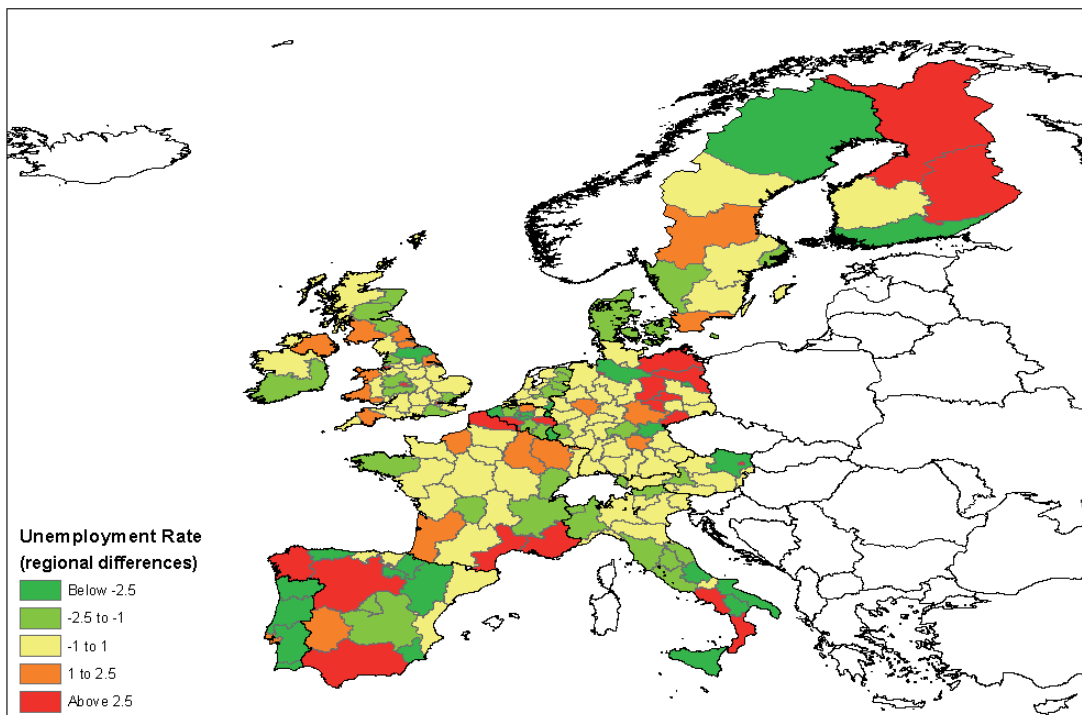 Unemployment Rate
(regional differences)
Below -2.5
-2.5 to -1
-1 to 1
1 to 2.5
Above 2.5